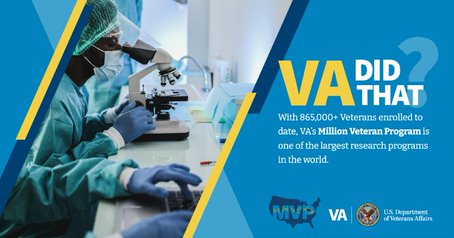 VA DID
THAT?
With 865,000+ Veterans enrolled to
date, VA's Million Veteran Program is
one of the largest research programs
in the world.
MVP
VA
U.S. Department
of Veterans Affairs